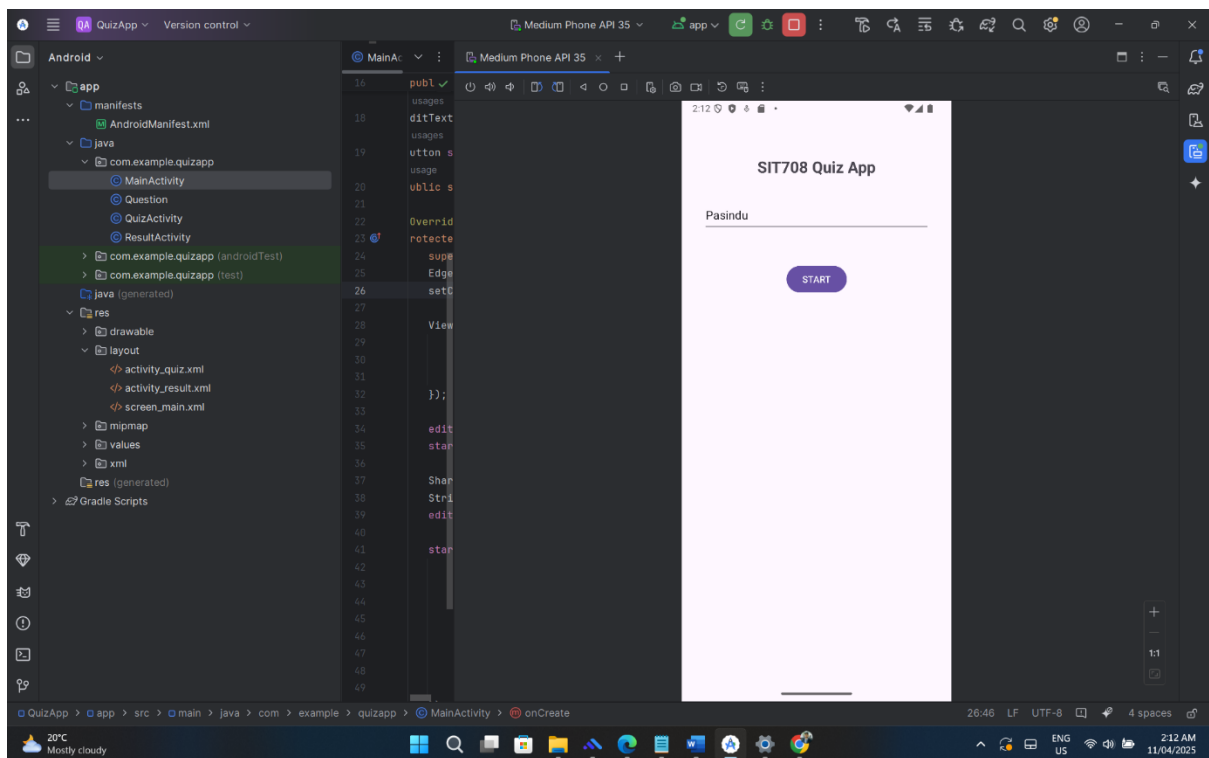 QA QuizApp Version control Medium Phone API 35 app
Android
app
manifests
AndroidManifest.xml
java
com.example.quizapp
MainActivity
Question
QuizActivity
ResultActivity
com.example.quizapp (androidTest)
com.example.quizapp (test)
java (generated)
res
drawable
layout
activity_quiz.xml
activity_result.xml
screen_main.xml
mipmap
values
xml
res (generated)
Gradle Scripts
MainAc
16 publ
usages
18 ditText
usages
19 utton s
usage
20 ublic s
21
22 Overrid
23 rotecte
24 supe
25 Edge
26 setC
27
28 View
29
30
31
32 });
33
34 edit
35 star
36
37 Shar
38 Stri
39 edit
40
41 star
42
43
44
45
46
47
48
49
Medium Phone API 35
2:12
SIT708 Quiz App
Pasindu
START
1:1
QuizApp > app > src > main > java > com > example > quizapp > MainActivity > onCreate
26:46 LF UTF-8 4 spaces
20°C
Mostly cloudy
ENG
US
2:12 AM
11/04/2025